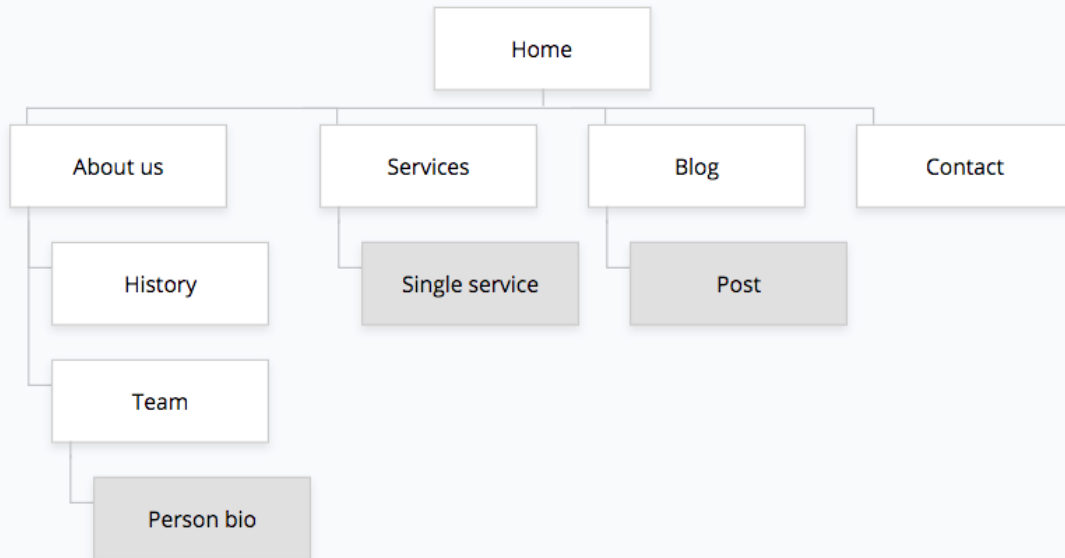 Home
About us
Services
Blog
Contact
History
Single service
Post
Team
Person bio